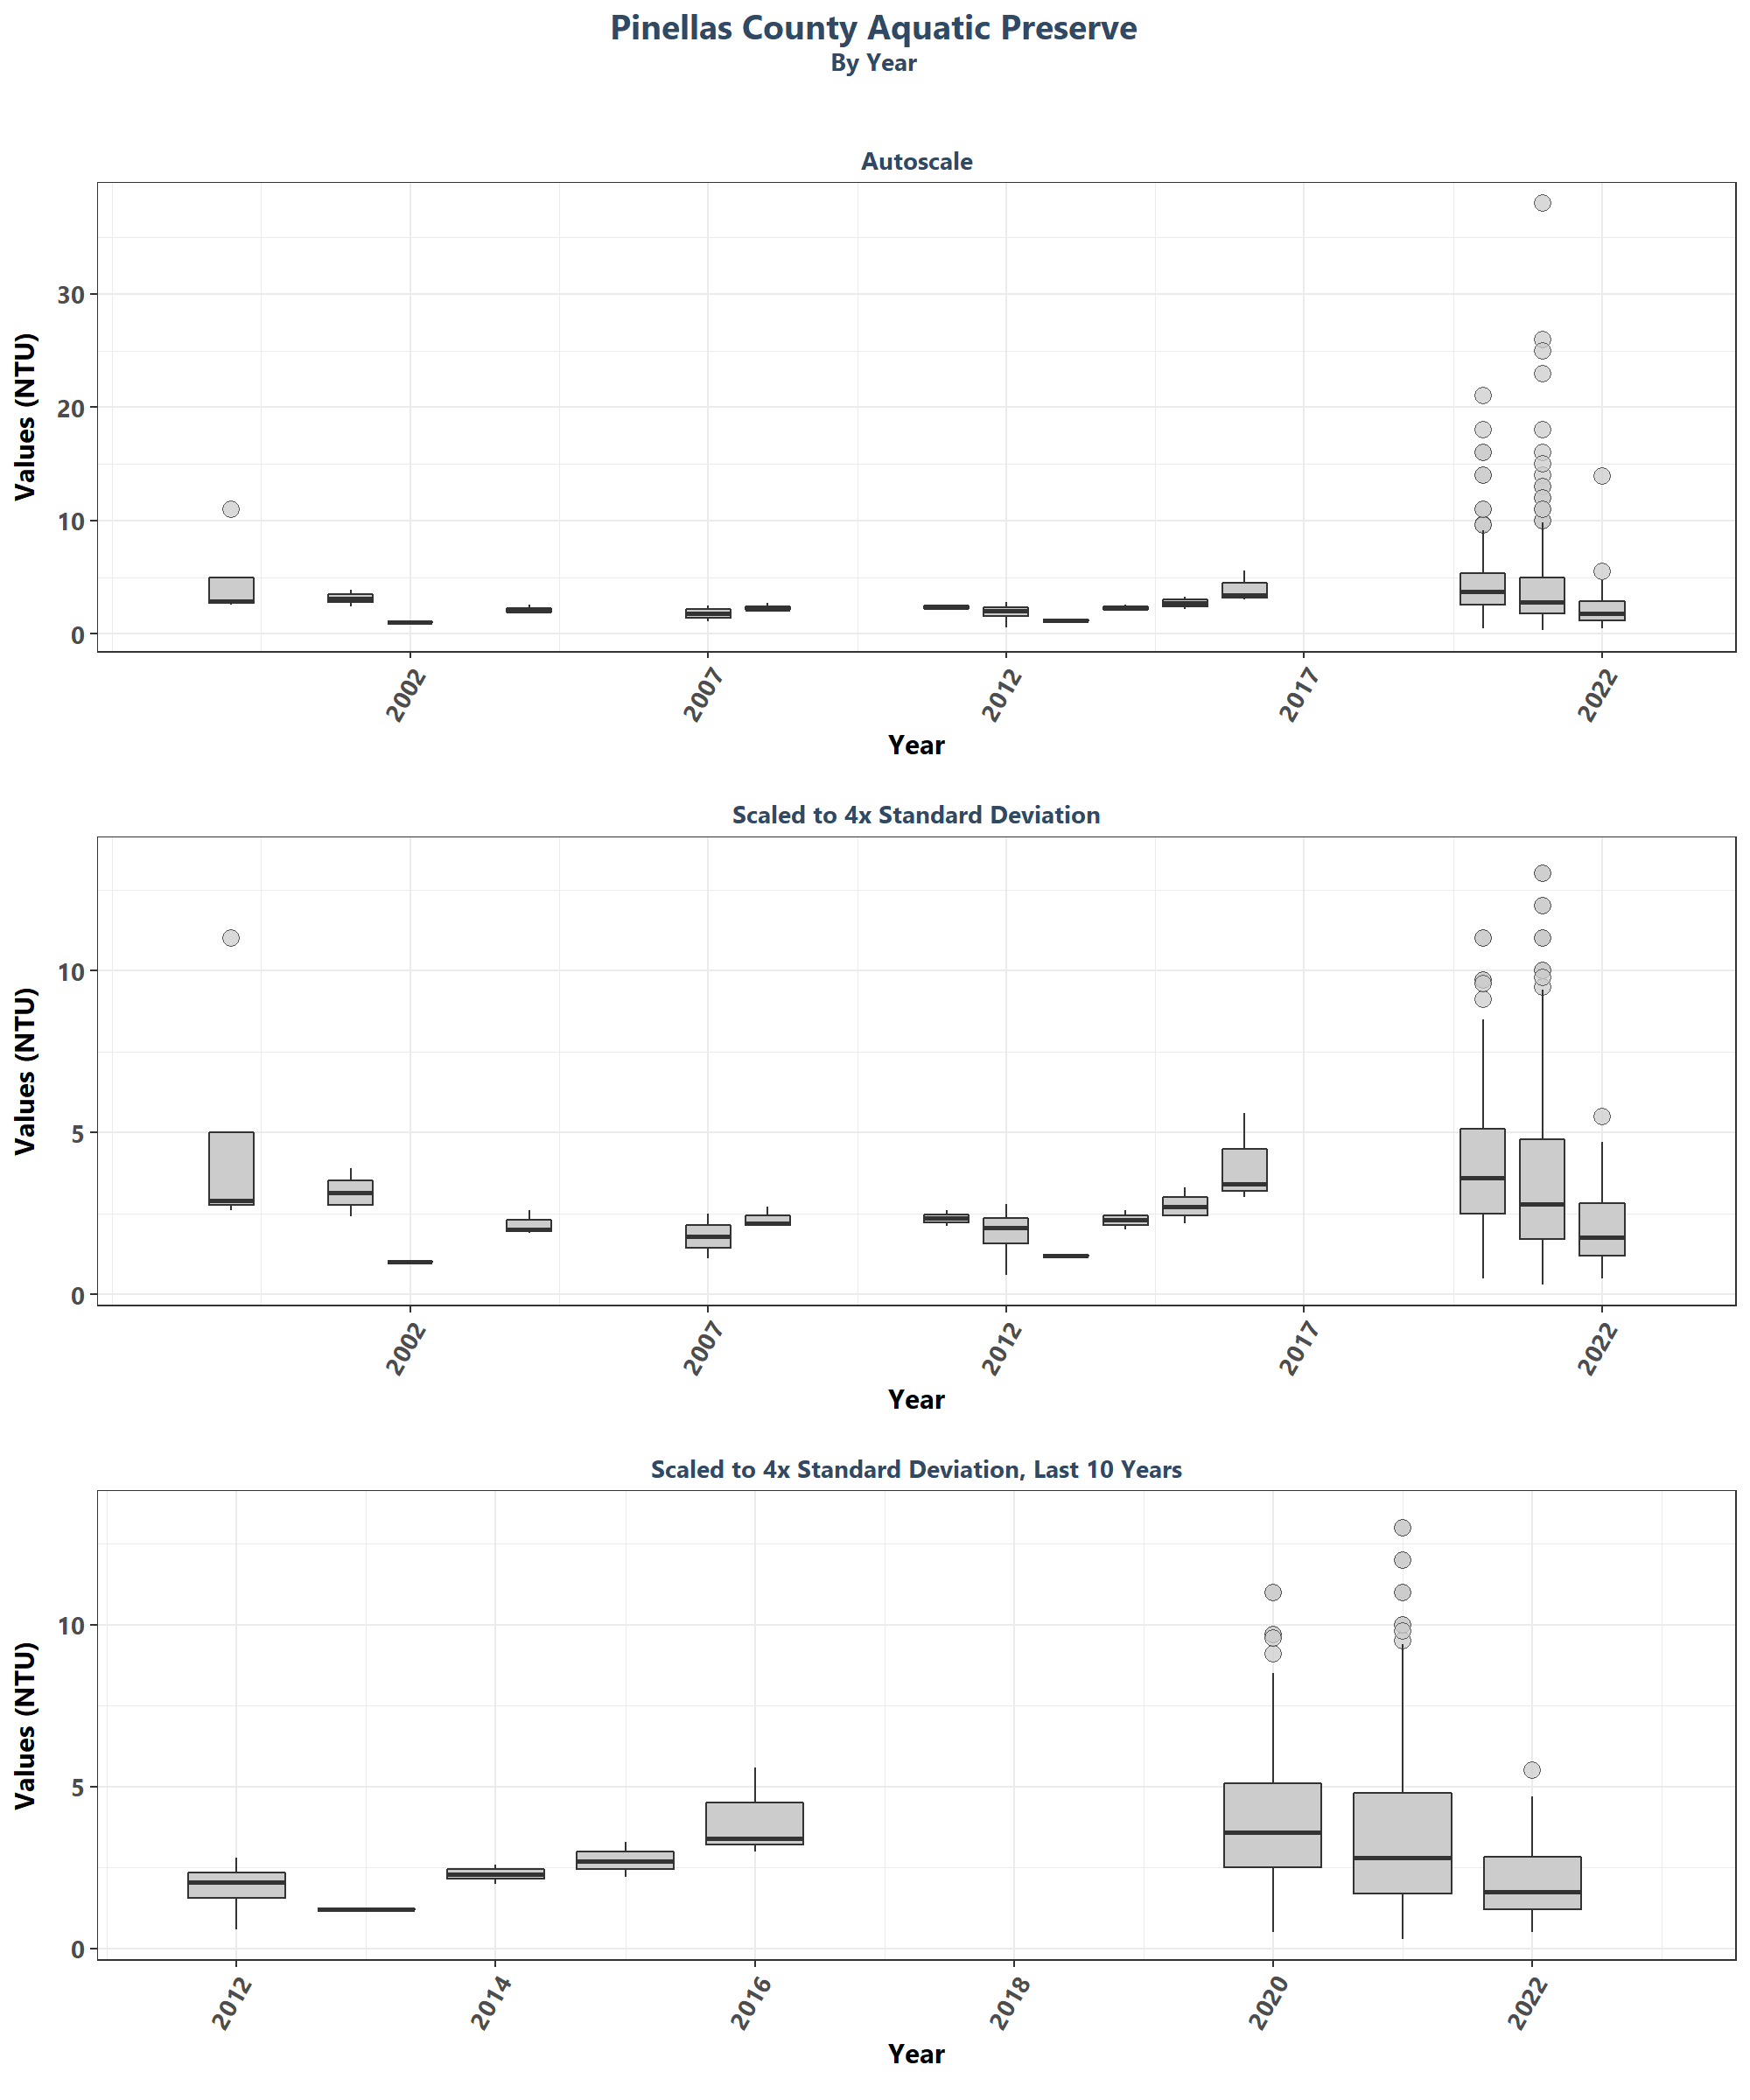 Pinellas County Aquatic Preserve
By Year
Autoscale
Values (NTU)
30
20
10
0
2002
2007
2012
2017
2022
Year
Scaled to 4x Standard Deviation
Values (NTU)
10
5
0
2002
2007
2012
2017
2022
Year
Scaled to 4x Standard Deviation, Last 10 Years
Values (NTU)
10
5
0
2012
2014
2016
2018
2020
2022
Year